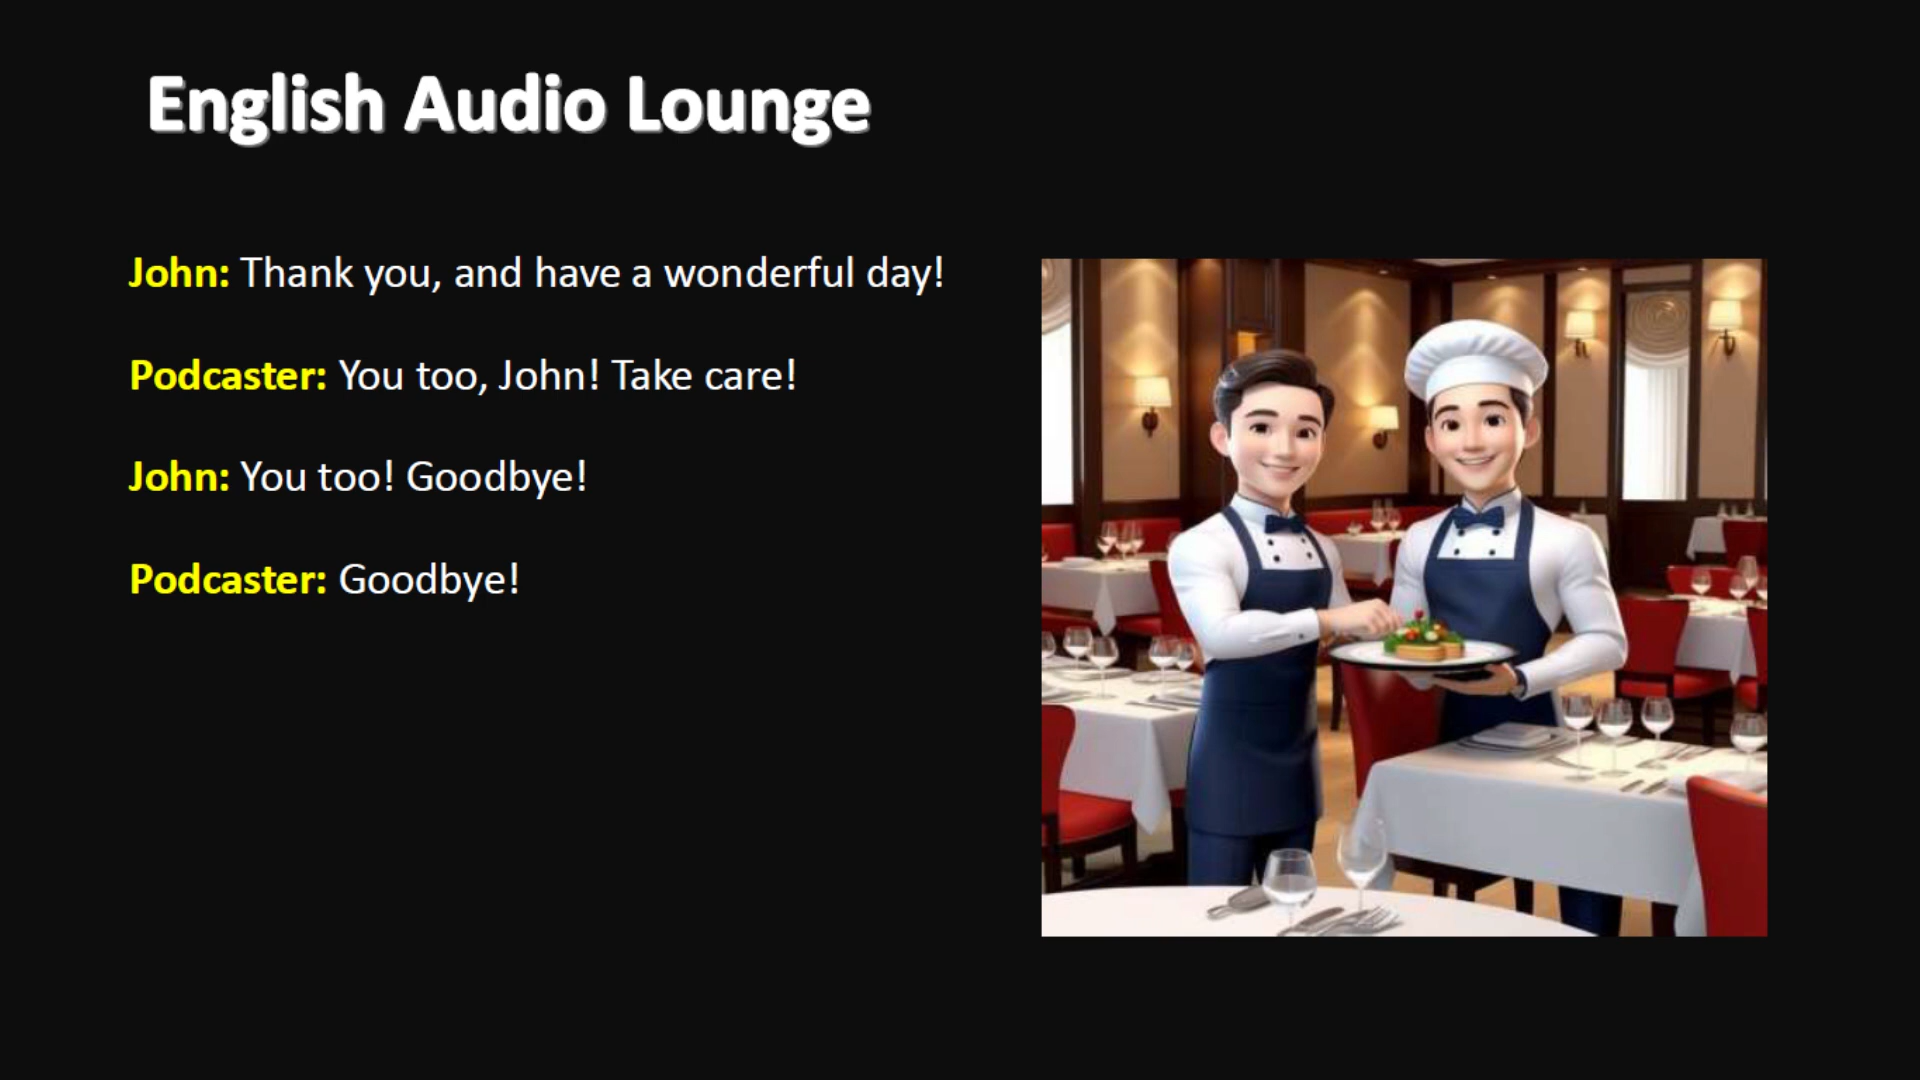 English Audio Lounge
John: Thank you, and have a wonderful day!
Podcaster: You too, John! Take care!
John: You too! Goodbye!
Podcaster: Goodbye!